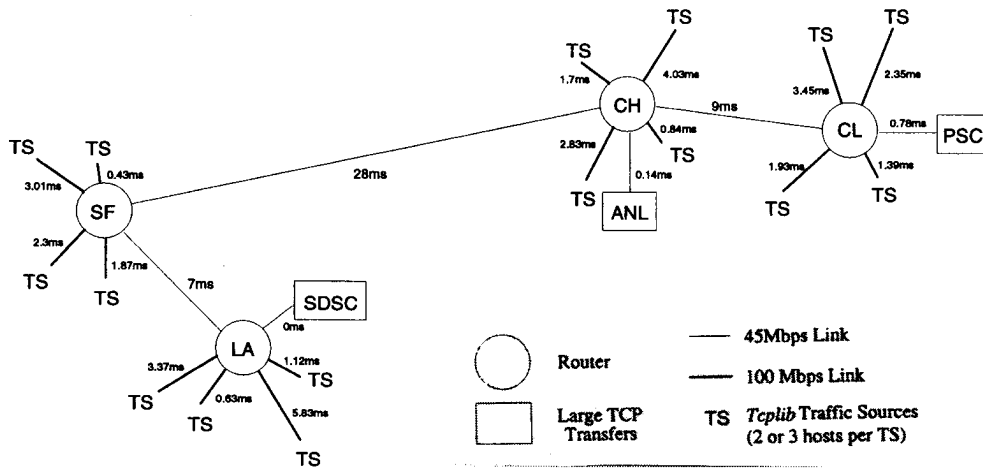 TS
TS
TS
TS
4.03ms
1.7ms
2.35ms
3.45ms
CH
9ms
CL
0.78ms
PSC
0.84ms
2.83ms
TS
TS
0.14ms
ANL
1.93ms
1.39ms
TS
TS
28ms
TS
TS
3.01ms
0.43ms
SF
2.3ms
1.87ms
TS
TS
7ms
SDSC
0ms
LA
3.37ms
1.12ms
TS
0.63ms
TS
TS
5.83ms
TS
Router
Large TCP
Transfers
45Mbps Link
100 Mbps Link
TS Tcplib Traffic Sources
(2 or 3 hosts per TS)